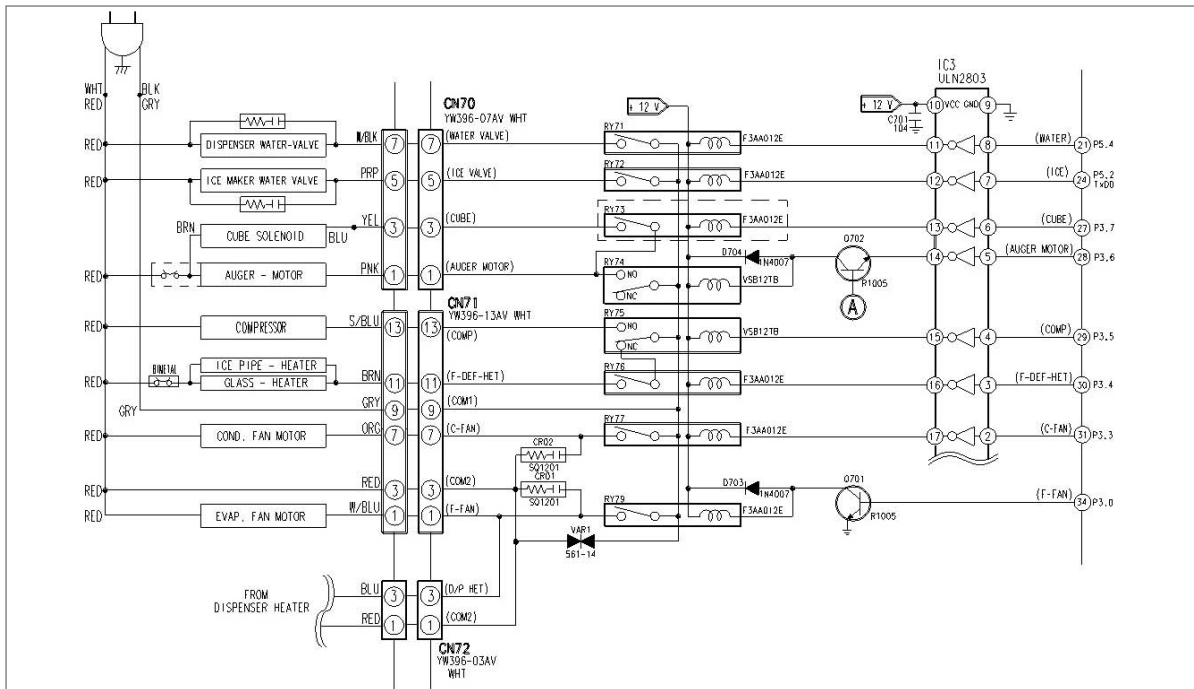 WHT BLK
RED GRY
IC3
ULN2803
CN70
YW396-07AV WHT
+ 12 V
+ 12 V
10 VCC GND 9
C701
104
RED DISPENSER WATER-VALVE W/BLK 7 7 (WATER VALVE) RY71 F3AA012E 11 8 (WATER) 21 P5.4
RED ICE MAKER WATER VALVE PRP 5 5 (ICE VALVE) RY72 F3AA012E 12 7 (ICE) 24 P5.2
TxD0
BRN CUBE SOLENOID BLU YEL 3 3 (CUBE) RY73 F3AA012E 13 6 (CUBE) 27 P3.7
RED AUGER - MOTOR PNK 1 1 (AUGER MOTOR) RY74 NO NC VSB12TB D704 1N4007 Q702 R1005 A 14 5 (AUGER MOTOR) 28 P3.6
CN71
YW396-13AV WHT
RED COMPRESSOR S/BLU 13 13 (COMP) RY75 NO NC VSB12TB 15 4 (COMP) 29 P3.5
BIMETAL ICE PIPE - HEATER
RED GLASS - HEATER BRN 11 11 (F-DEF-HET) RY76 F3AA012E 16 3 (F-DEF-HET) 30 P3.4
GRY GRY 9 9 (COM1)
RED COND. FAN MOTOR ORG 7 7 (C-FAN) RY77 F3AA012E 17 2 (C-FAN) 31 P3.3
CR02
SQ1201
CR01
SQ1201
RED RED 3 3 (COM2)
RED EVAP. FAN MOTOR W/BLU 1 1 (F-FAN) RY79 F3AA012E D703 1N4007 Q701 R1005 (F-FAN) 34 P3.0
VAR1
561-14
FROM
DISPENSER HEATER
BLU 3 3 (D/P HET)
RED 1 1 (COM2)
CN72
YW396-03AV
WHT